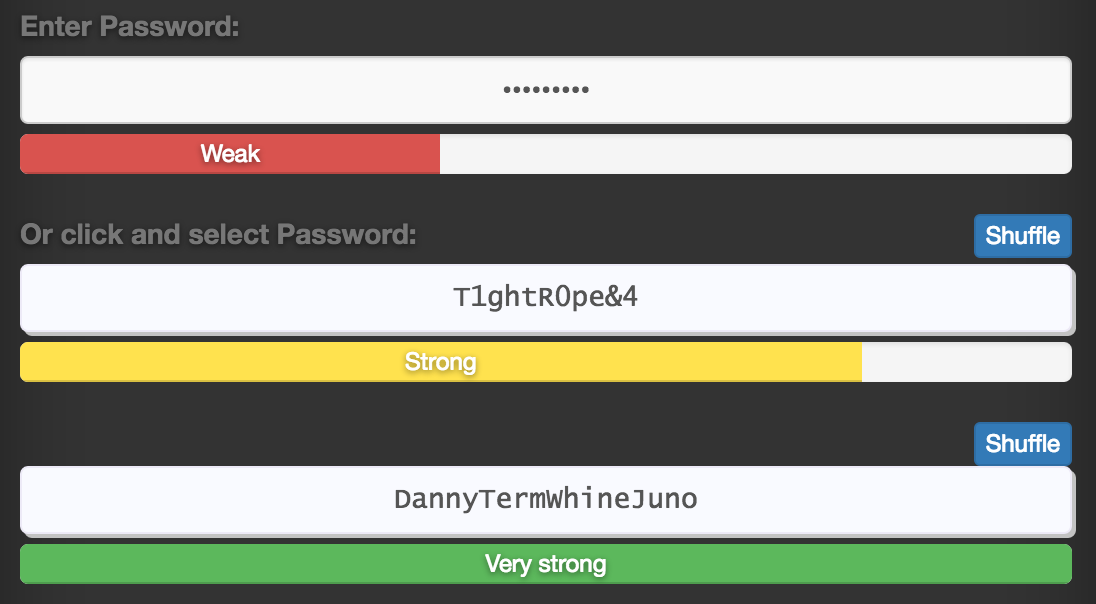 Enter Password:
•••••••••
Weak
Or click and select Password:
Shuffle
T1ghtR0pe&4
Strong
Shuffle
DannyTermWhineJuno
Very strong